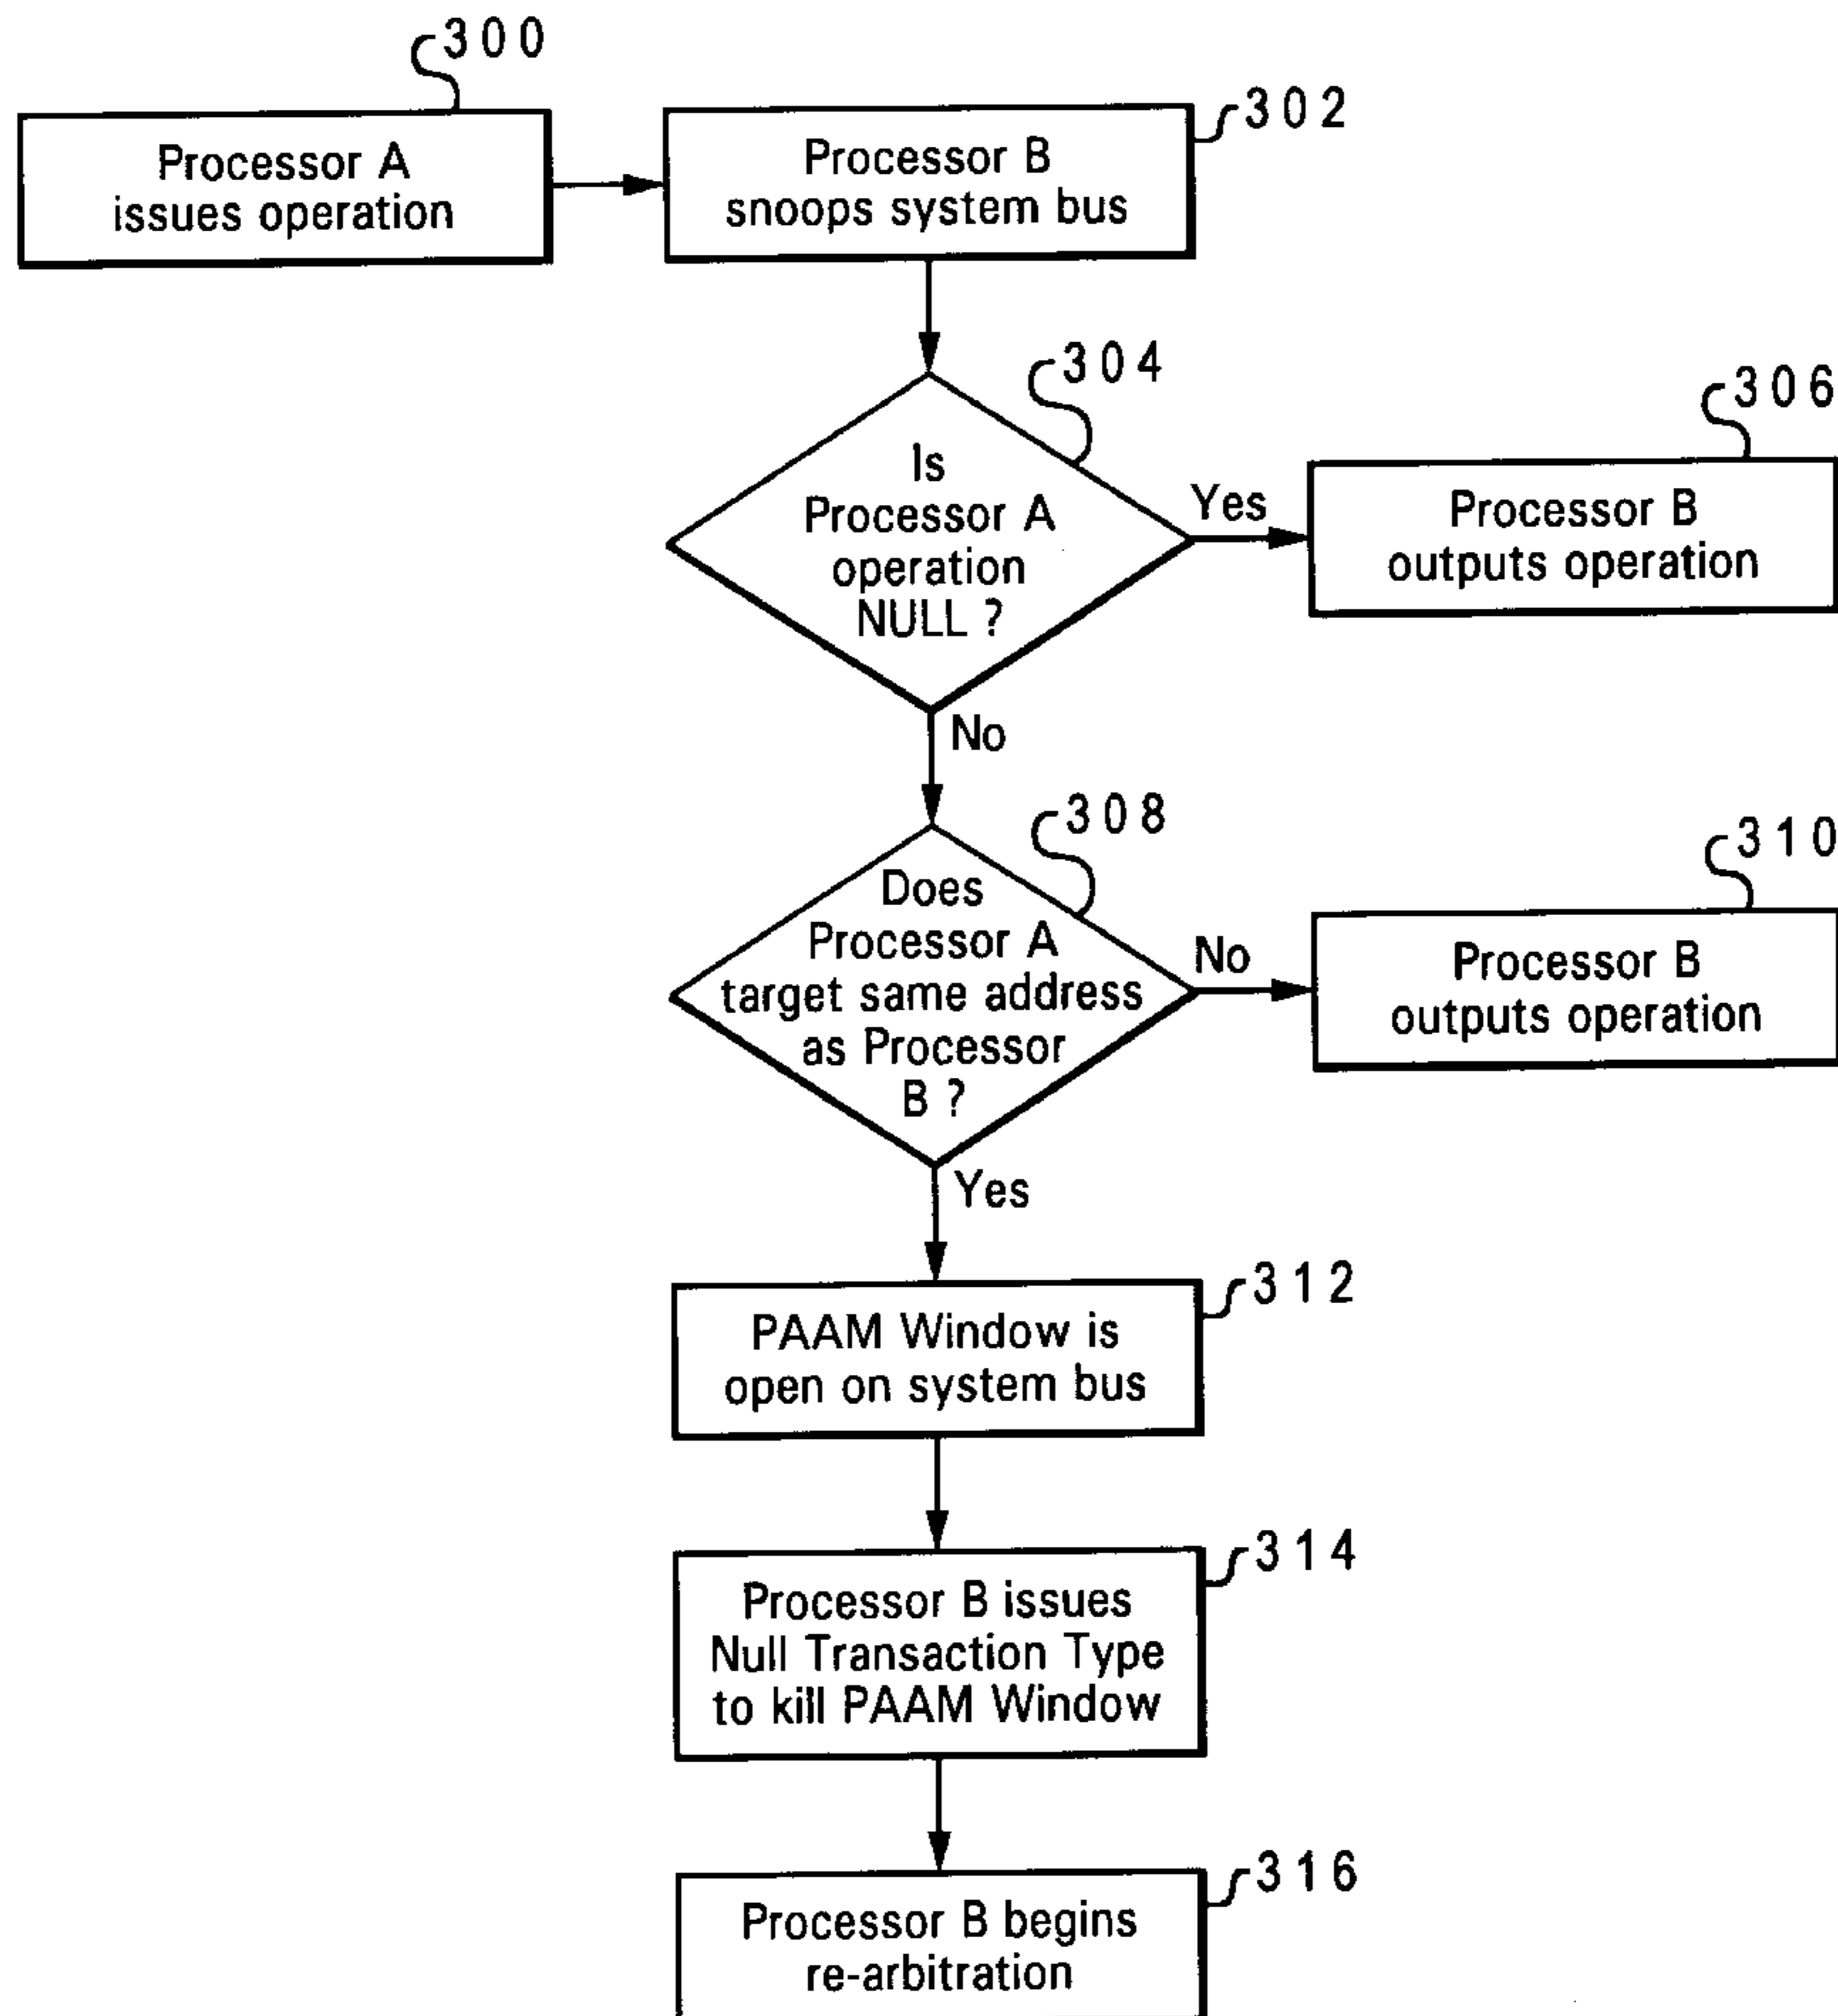 300
Processor A
issues operation
302
Processor B
snoops system bus
304
Is
Processor A
operation
NULL ?
Yes
306
Processor B
outputs operation
No
308
Does
Processor A
target same address
as Processor
B ?
No
310
Processor B
outputs operation
Yes
312
PAAM Window is
open on system bus
314
Processor B issues
Null Transaction Type
to kill PAAM Window
316
Processor B begins
re-arbitration